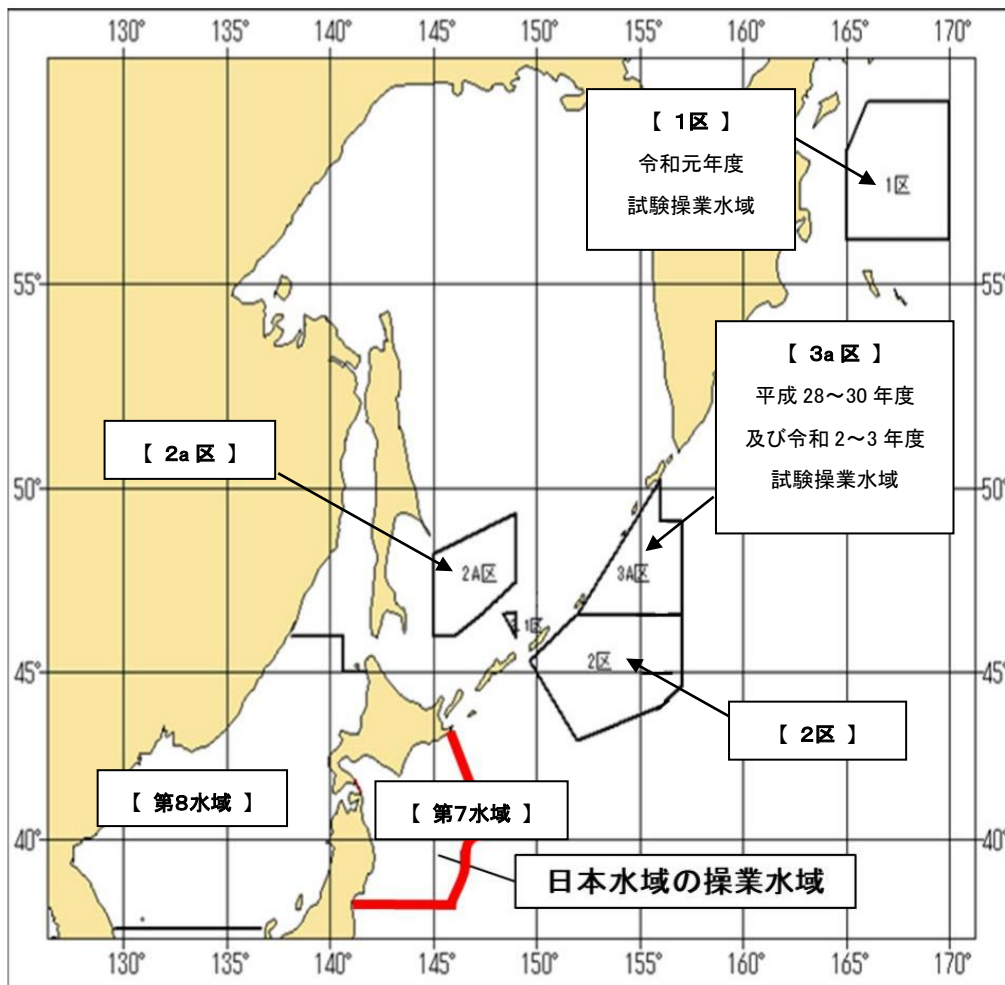 130° 135° 140° 145° 150° 155° 160° 165° 170°
【 1区 】
令和元年度
試験操業水域
1区
55° 55°
【 3a区 】
平成 28~30 年度
及び令和 2~3 年度
試験操業水域
【 2a区 】
50° 50°
2A区
3A区
1区
2区
45° 45°
【 2区 】
【 第8水域 】
【 第7水域 】
40° 40°
日本水域の操業水域
130° 135° 140° 145° 150° 155° 160° 165° 170°